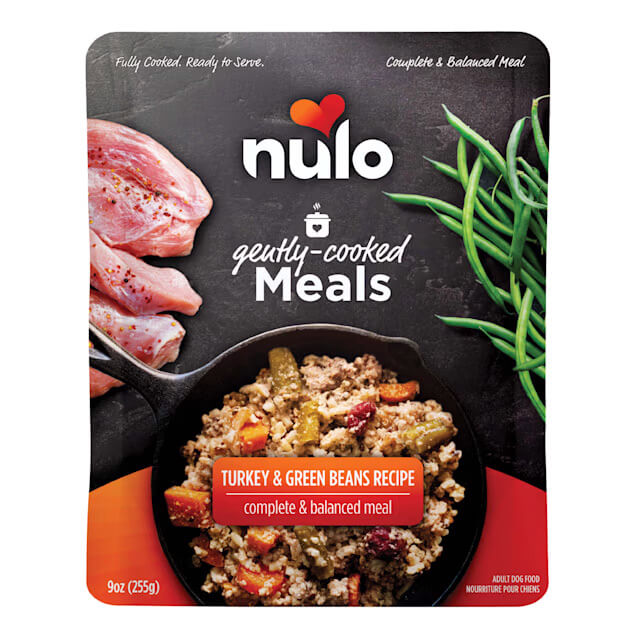 Fully Cooked. Ready to Serve.
Complete & Balanced Meal
nulo
gently-cooked
Meals
TURKEY & GREEN BEANS RECIPE
complete & balanced meal
9oz (255g)
ADULT DOG FOOD
NOURRITURE POUR CHIENS